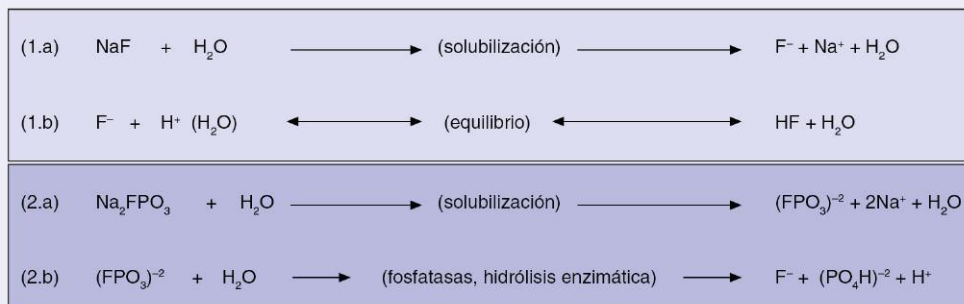 (1.a) NaF + H₂O (solubilización) F⁻ + Na⁺ + H₂O
(1.b) F⁻ + H⁺ (H₂O) (equilibrio) HF + H₂O
(2.a) Na₂FPO₃ + H₂O (solubilización) (FPO₃)⁻² + 2Na⁺ + H₂O
(2.b) (FPO₃)⁻² + H₂O (fosfatasas, hidrólisis enzimática) F⁻ + (PO₄H)⁻² + H⁺